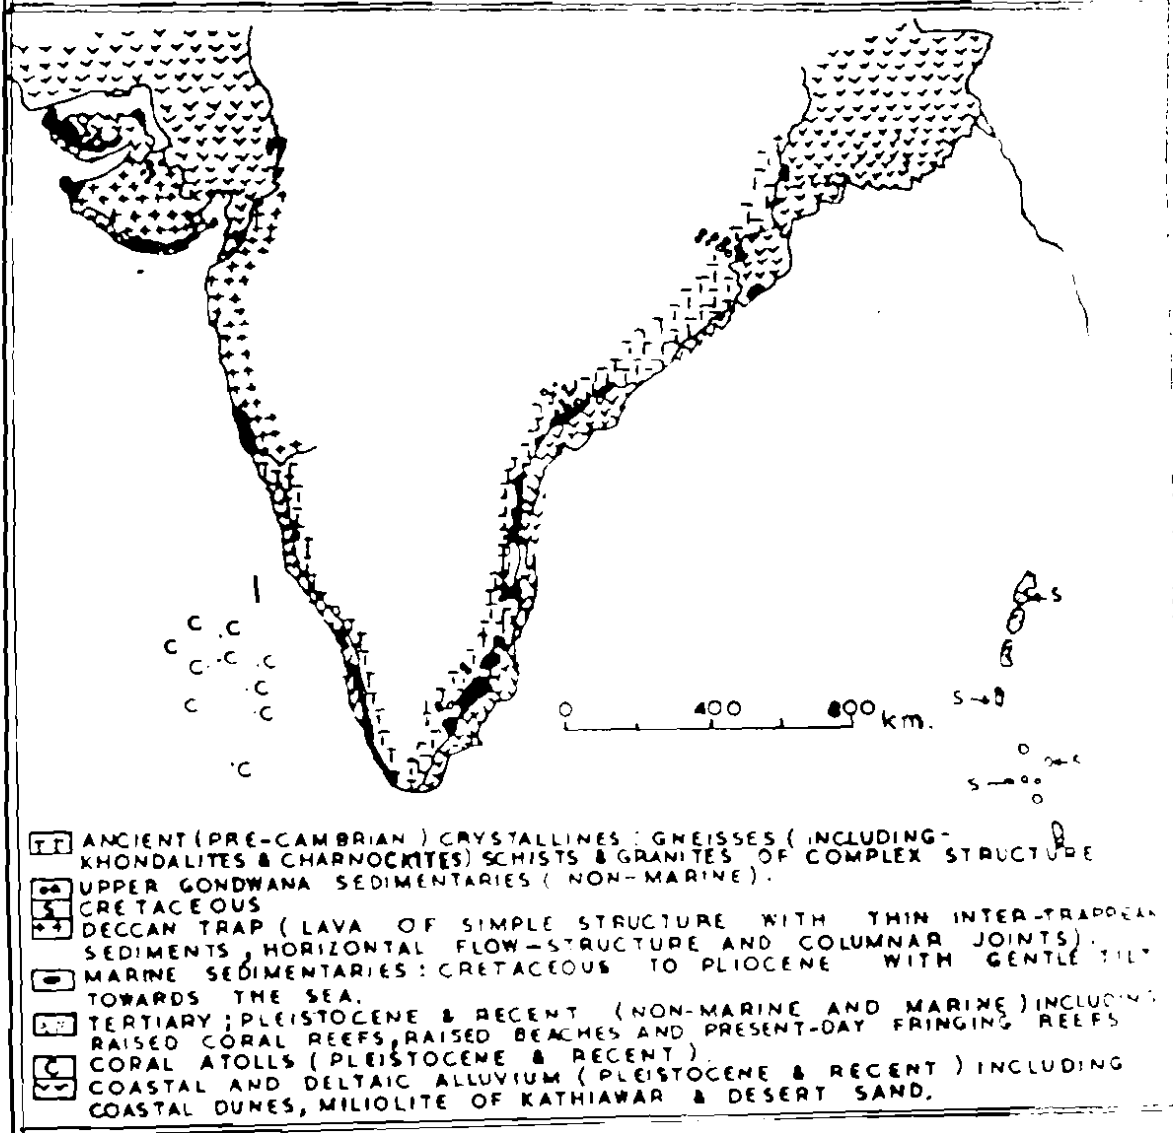 C
C
C
C
C
C
C
C
C
C
S
S
S
0 400 800 km.
ANCIENT (PRE-CAMBRIAN ) CRYSTALLINES : GNEISSES ( INCLUDING-
KHONDALITES & CHARNOCKITES) SCHISTS & GRANITES OF COMPLEX STRUCTURE
UPPER GONDWANA SEDIMENTARIES ( NON-MARINE ).
S CRETACEOUS
DECCAN TRAP ( LAVA OF SIMPLE STRUCTURE WITH THIN INTER-TRAPPEAN
SEDIMENTS , HORIZONTAL FLOW-STRUCTURE AND COLUMNAR JOINTS).
MARINE SEDIMENTARIES : CRETACEOUS TO PLIOCENE WITH GENTLE TILT
TOWARDS THE SEA.
TERTIARY ; PLEISTOCENE & RECENT (NON-MARINE AND MARINE ) INCLUDING
RAISED CORAL REEFS, RAISED BEACHES AND PRESENT-DAY FRINGING REEFS
C CORAL ATOLLS ( PLEISTOCENE & RECENT ).
COASTAL AND DELTAIC ALLUVIUM ( PLEISTOCENE & RECENT ) INCLUDING
COASTAL DUNES, MILIOLITE OF KATHIAWAR & DESERT SAND.